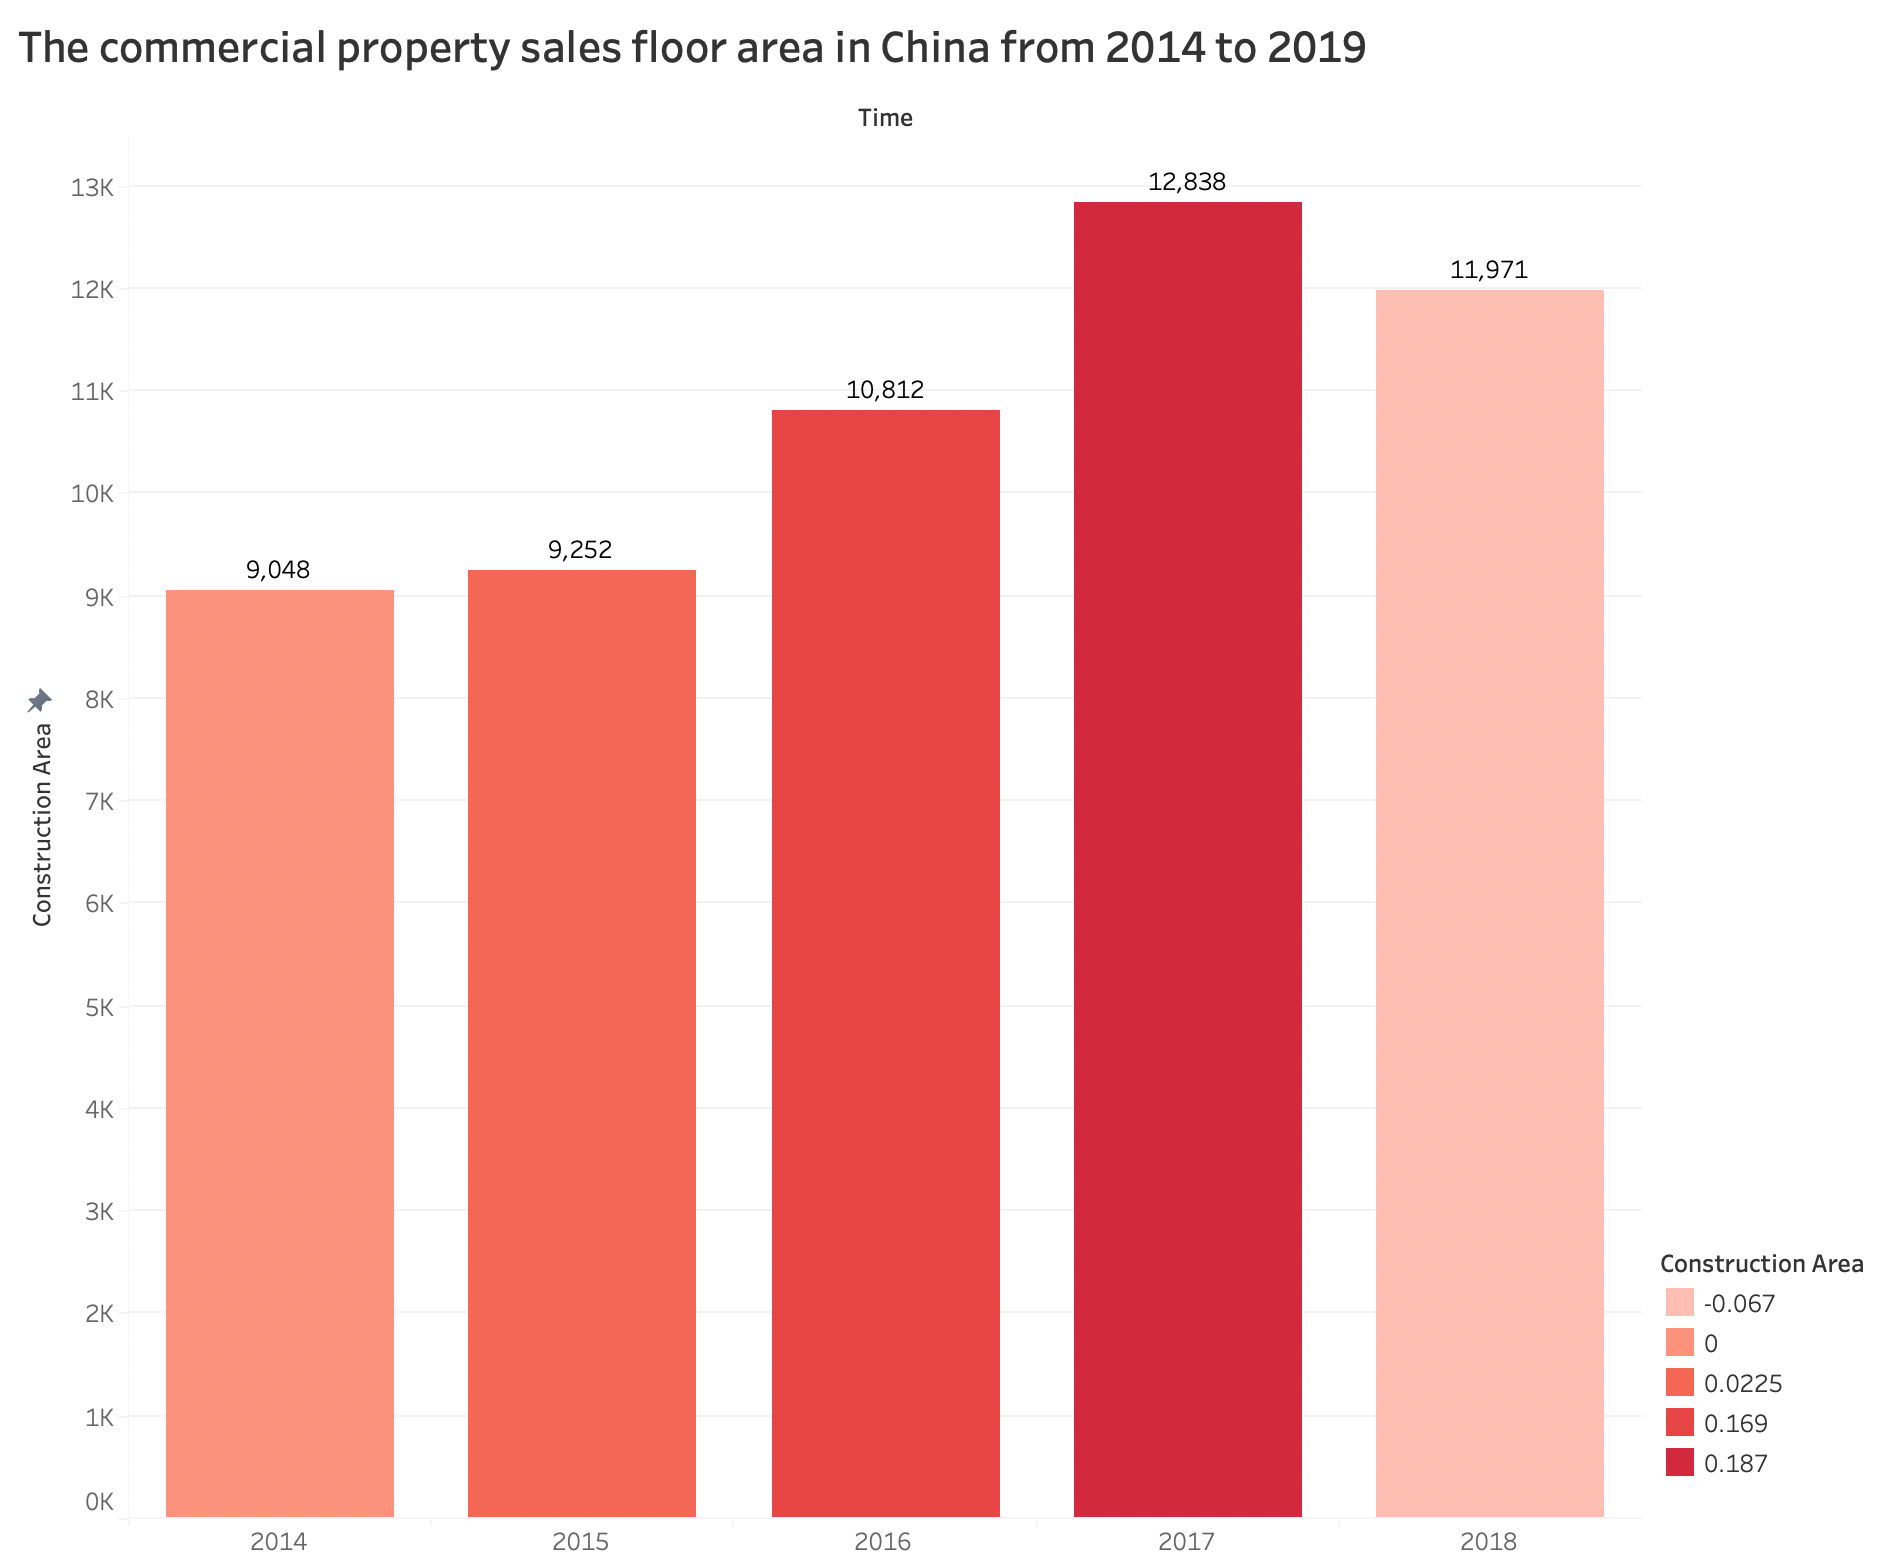 The commercial property sales floor area in China from 2014 to 2019
Time
13K
12K
11K
10K
9K
8K
7K
6K
5K
4K
3K
2K
1K
0K
Construction Area
9,048
9,252
10,812
12,838
11,971
2014
2015
2016
2017
2018
Construction Area
-0.067
0
0.0225
0.169
0.187